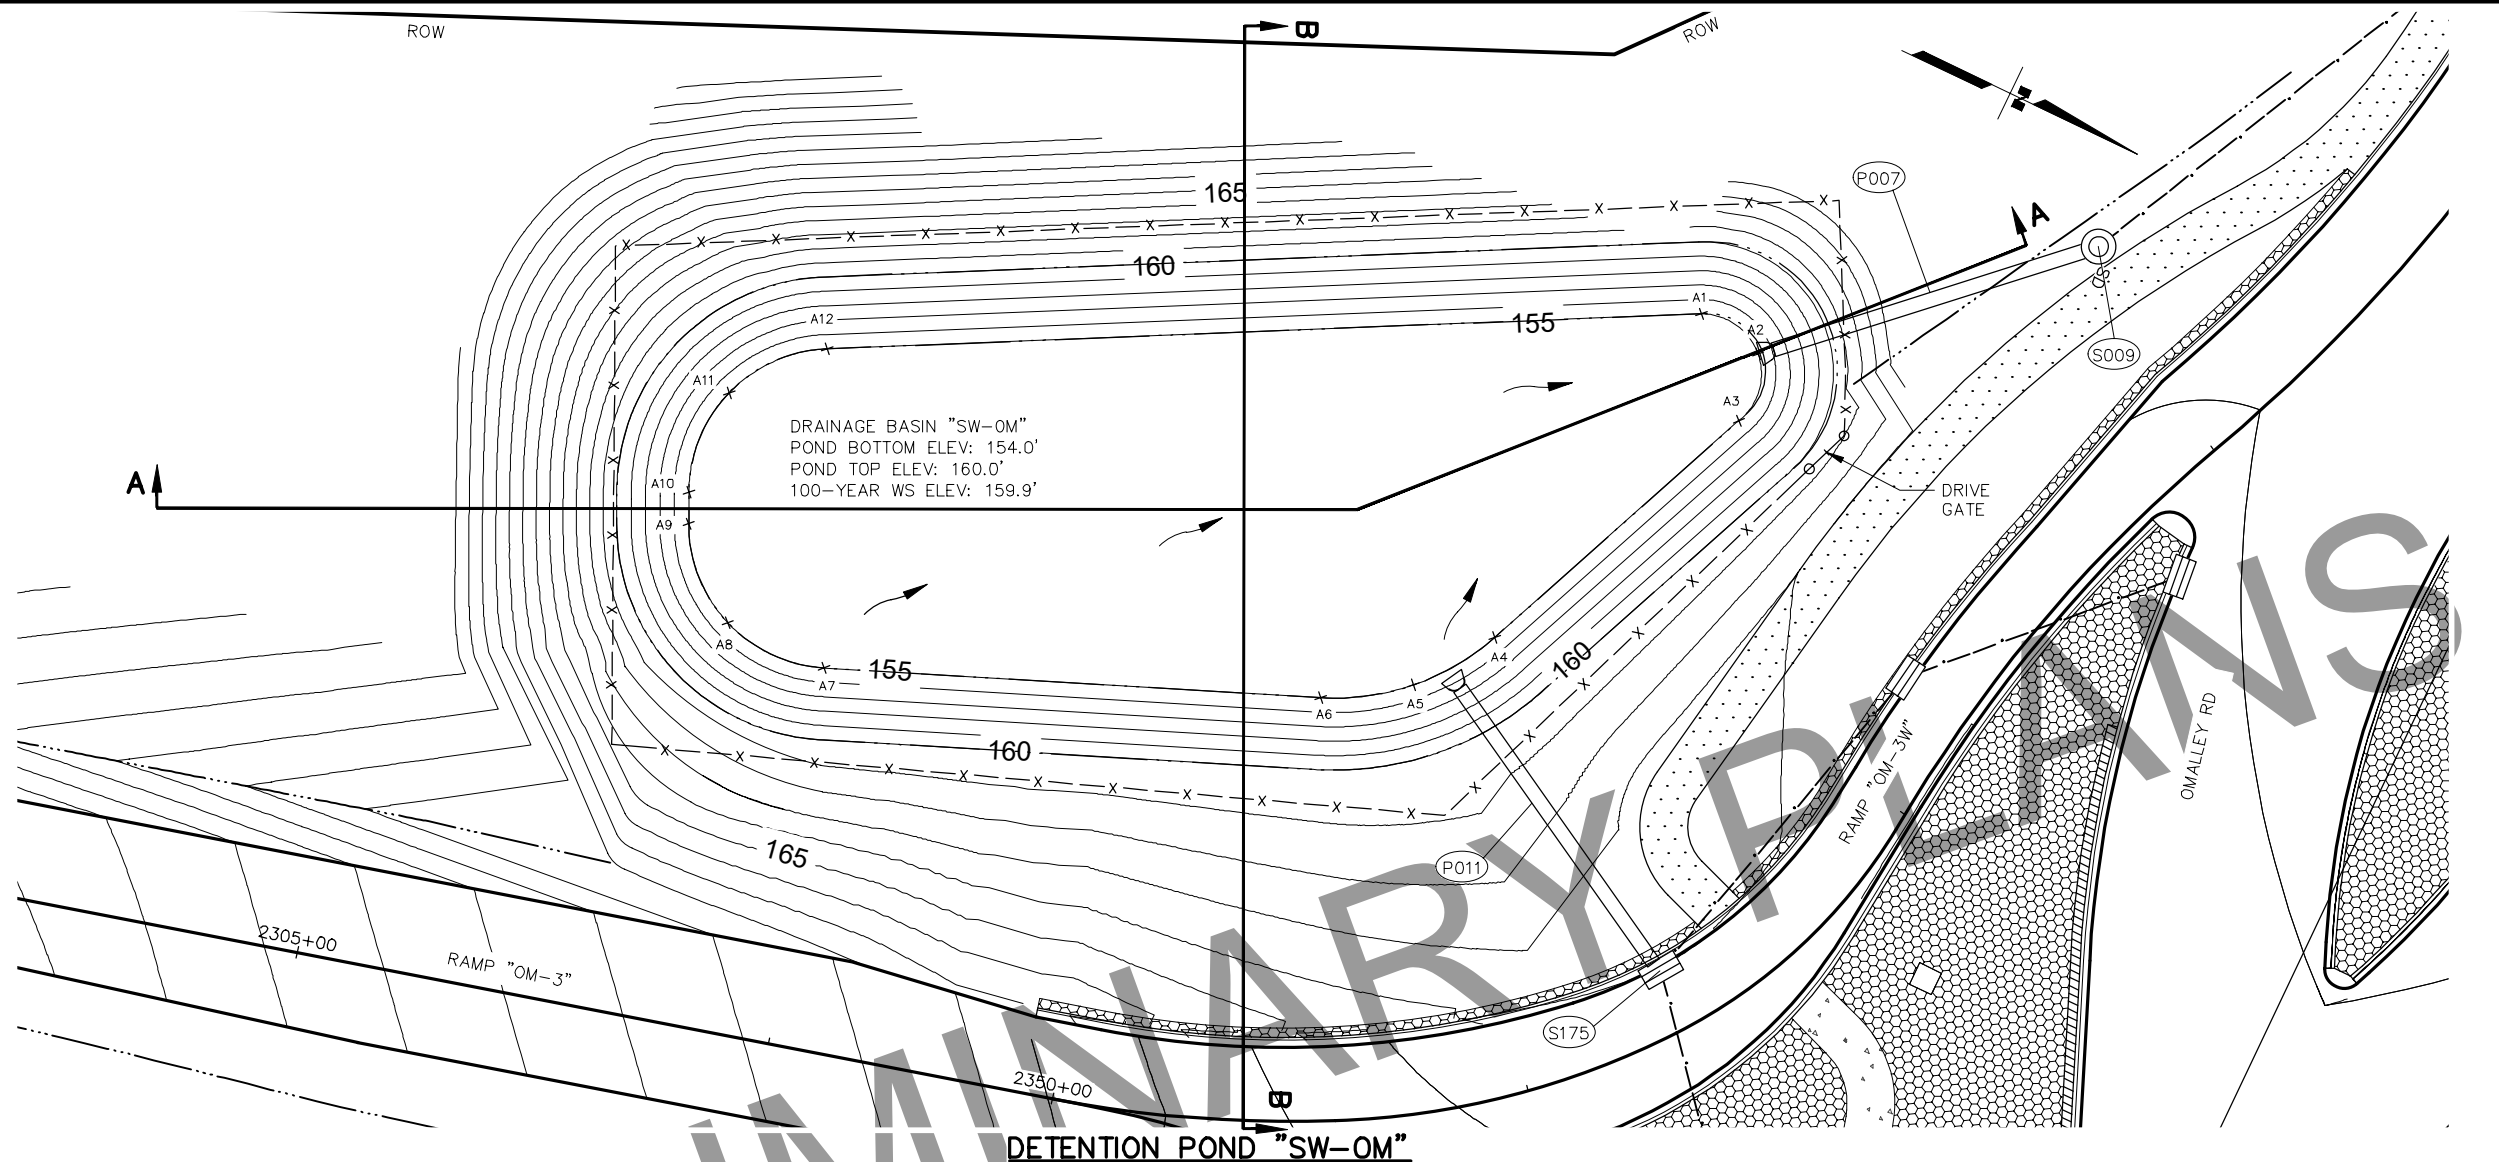 ROW
B
ROW
P007
165
A
160
A1
155
A12
A2
S009
A11
A3
DRAINAGE BASIN "SW-OM"
POND BOTTOM ELEV: 154.0'
POND TOP ELEV: 160.0'
100-YEAR WS ELEV: 159.9'
A
A10
A9
DRIVE
GATE
A8
A4
160
155
A7
A5
A6
160
OMALLEY RD
RAMP "OM-3W"
165
P011
2305+00
RAMP "OM-3"
S175
2350+00
B
DETENTION POND "SW-OM"
IMINARY PLANS